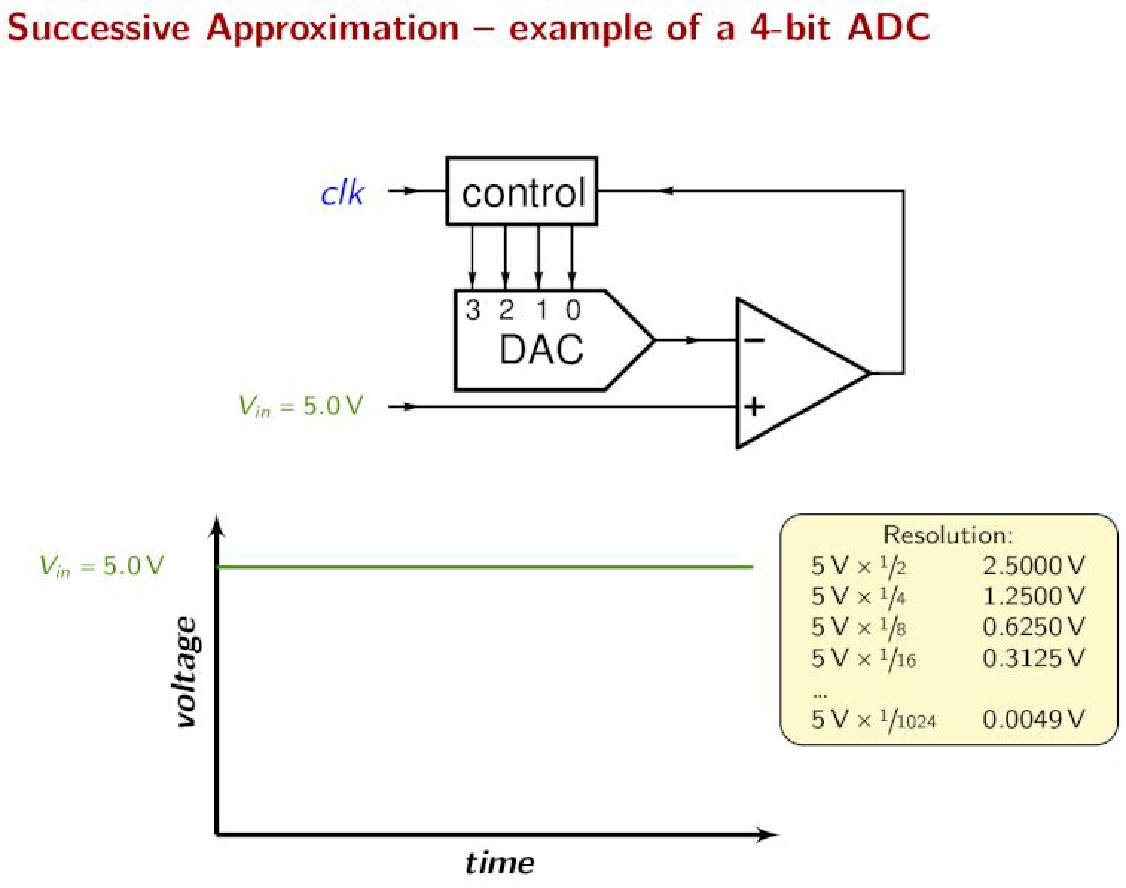 Successive Approximation – example of a 4-bit ADC
clk
control
3 2 1 0
DAC
−
+
V_in = 5.0 V
V_in = 5.0 V
voltage
time
Resolution:
5 V × 1/2 2.5000 V
5 V × 1/4 1.2500 V
5 V × 1/8 0.6250 V
5 V × 1/16 0.3125 V
...
5 V × 1/1024 0.0049 V